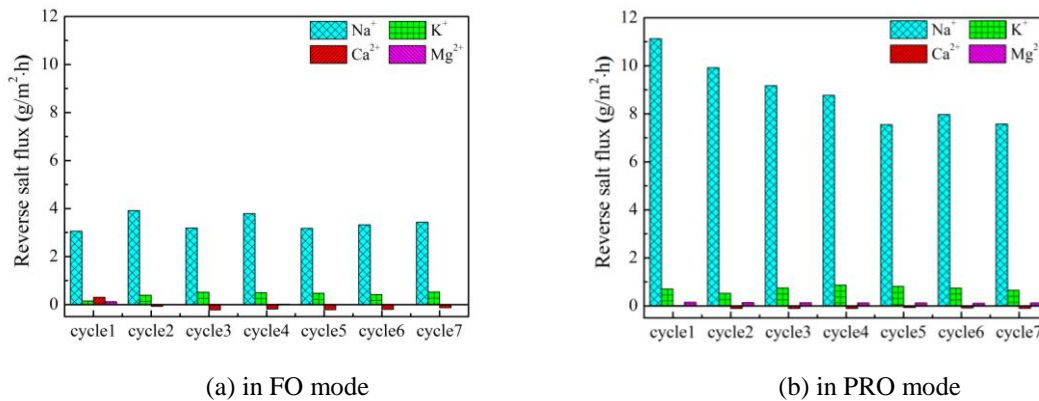 12
10
8
6
4
2
0
Reverse salt flux (g/m²·h)
Na⁺ K⁺
Ca²⁺ Mg²⁺
cycle1 cycle2 cycle3 cycle4 cycle5 cycle6 cycle7
(a) in FO mode
12
10
8
6
4
2
0
Reverse salt flux (g/m²·h)
Na⁺ K⁺
Ca²⁺ Mg²⁺
cycle1 cycle2 cycle3 cycle4 cycle5 cycle6 cycle7
(b) in PRO mode